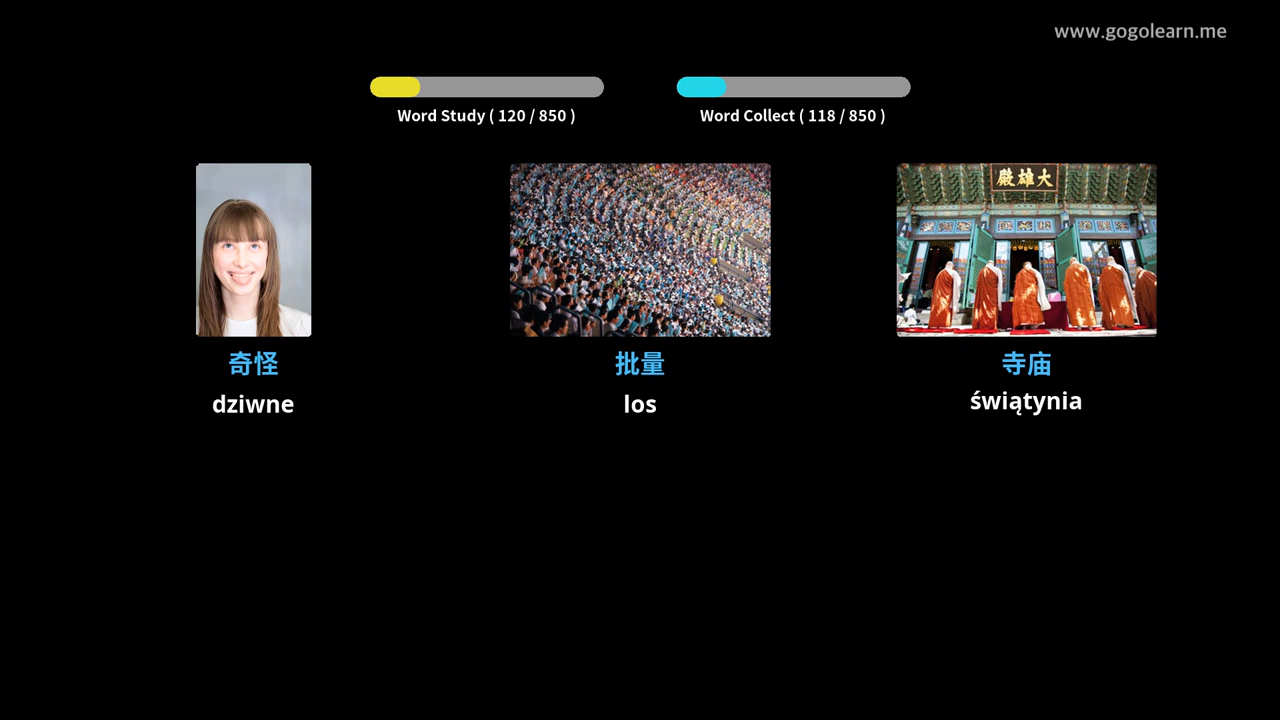 www.gogolearn.me
Word Study ( 120 / 850 )
Word Collect ( 118 / 850 )
殿雄大
奇怪
批量
寺庙
dziwne
los
świątynia